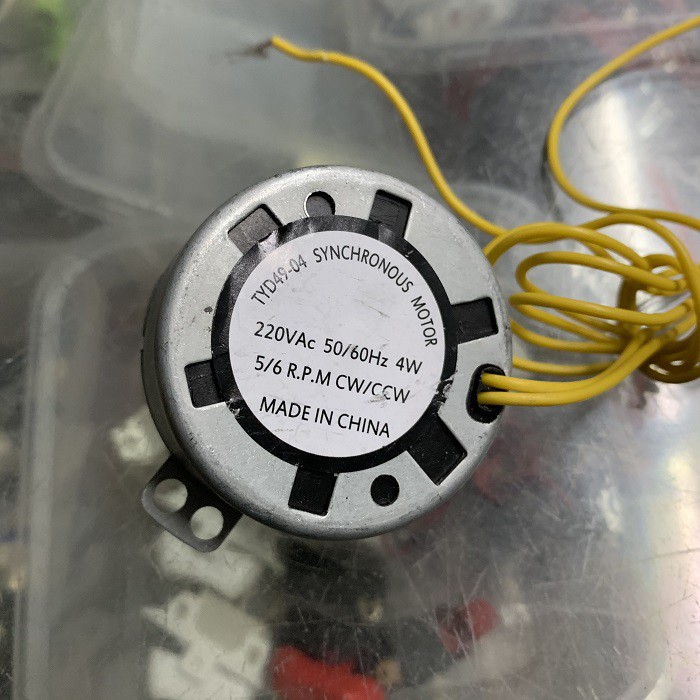 TYD49-04 SYNCHRONOUS MOTOR
220VAc 50/60Hz 4W
5/6 R.P.M CW/CCW
MADE IN CHINA